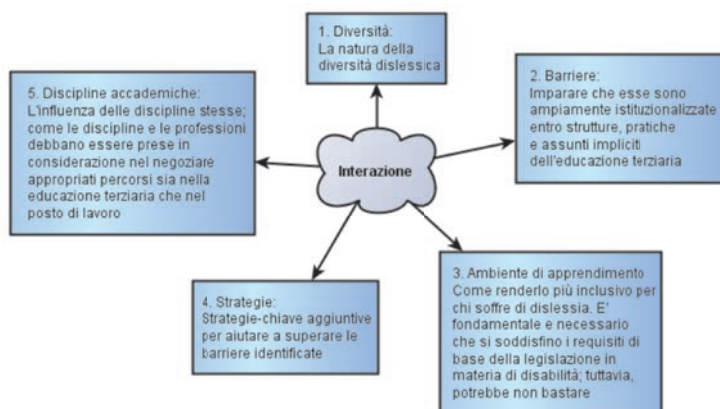 1. Diversità:
La natura della
diversità dislessica
2. Barriere:
Imparare che esse sono
ampiamente istituzionalizzate
entro strutture, pratiche
e assunti impliciti
dell'educazione terziaria
3. Ambiente di apprendimento
Come renderlo più inclusivo per
chi soffre di dislessia. E'
fondamentale e necessario
che si soddisfino i requisiti di
base della legislazione in
materia di disabilità; tuttavia,
potrebbe non bastare
4. Strategie:
Strategie-chiave aggiuntive
per aiutare a superare le
barriere identificate
5. Discipline accademiche:
L'influenza delle discipline stesse;
come le discipline e le professioni
debbano essere prese in
considerazione nel negoziare
appropriati percorsi sia nella
educazione terziaria che nel
posto di lavoro
Interazione